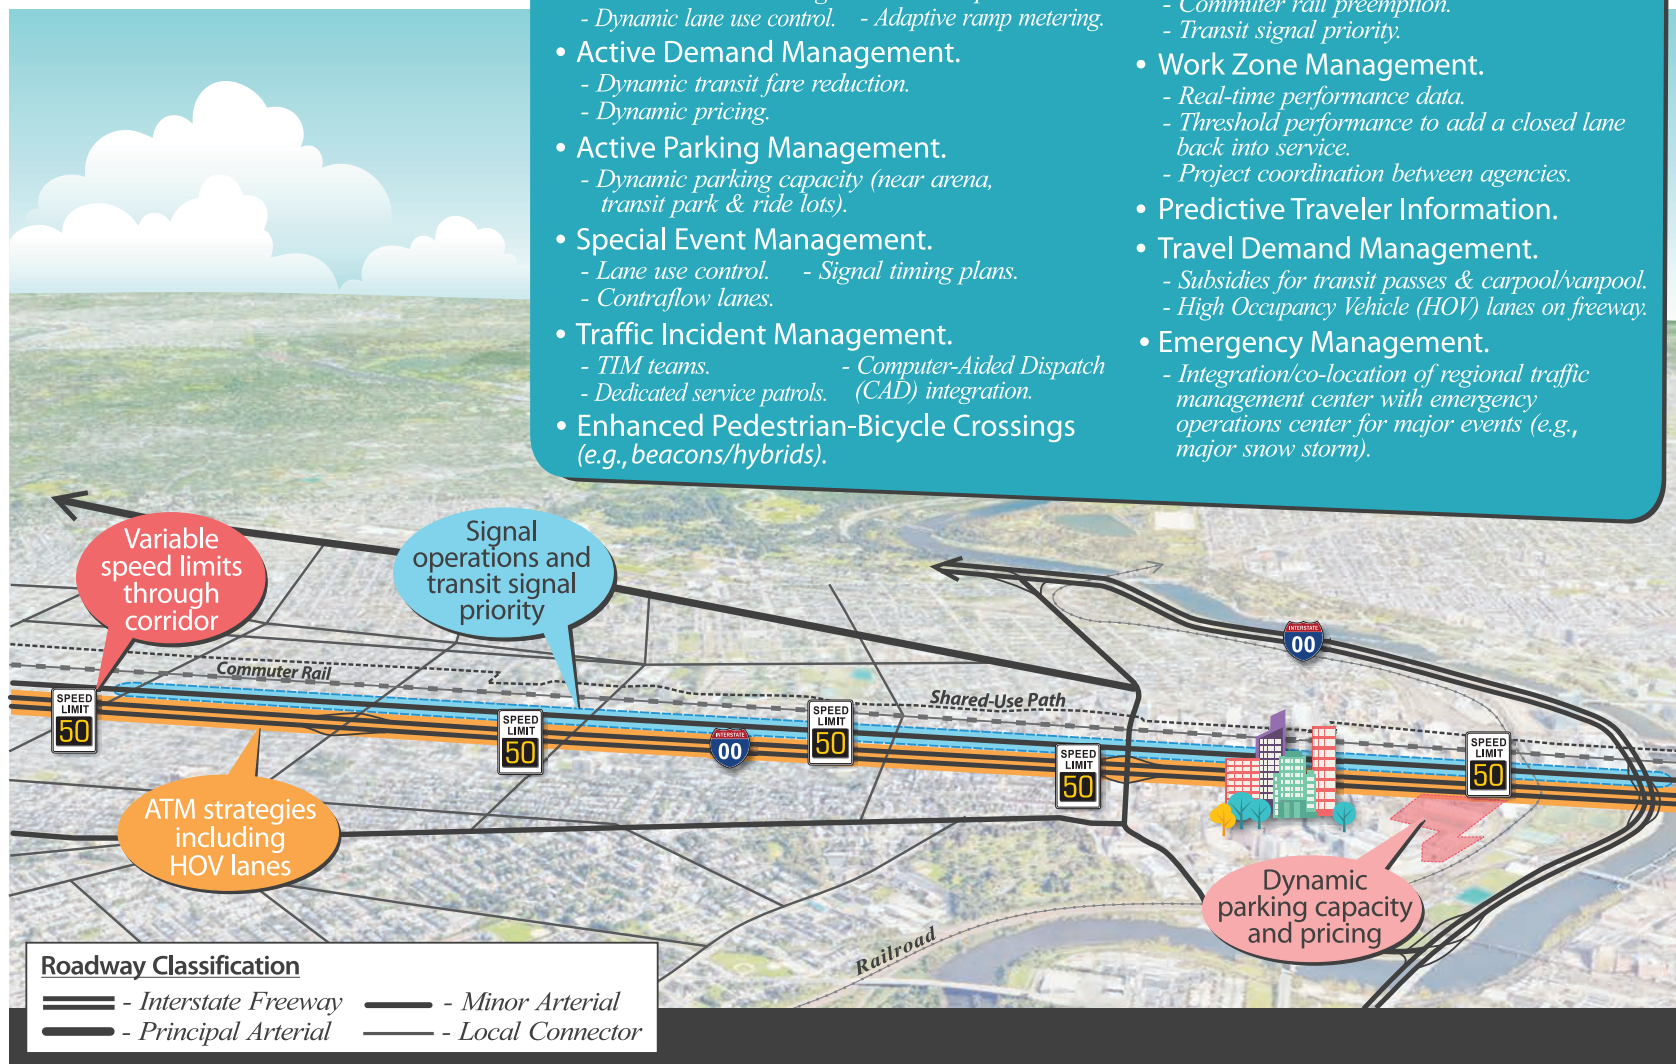 - Dynamic lane use control. - Adaptive ramp metering.
• Active Demand Management.
- Dynamic transit fare reduction.
- Dynamic pricing.
• Active Parking Management.
- Dynamic parking capacity (near arena,
transit park & ride lots).
• Special Event Management.
- Lane use control. - Signal timing plans.
- Contraflow lanes.
• Traffic Incident Management.
- TIM teams.
- Dedicated service patrols.
- Computer-Aided Dispatch
(CAD) integration.
• Enhanced Pedestrian-Bicycle Crossings
(e.g., beacons/hybrids).
- Commuter rail preemption.
- Transit signal priority.
• Work Zone Management.
- Real-time performance data.
- Threshold performance to add a closed lane
back into service.
- Project coordination between agencies.
• Predictive Traveler Information.
• Travel Demand Management.
- Subsidies for transit passes & carpool/vanpool.
- High Occupancy Vehicle (HOV) lanes on freeway.
• Emergency Management.
- Integration/co-location of regional traffic
management center with emergency
operations center for major events (e.g.,
major snow storm).
Variable
speed limits
through
corridor
Signal
operations and
transit signal
priority
INTERSTATE
00
Commuter Rail
Shared-Use Path
SPEED
LIMIT
50
SPEED
LIMIT
50
INTERSTATE
00
SPEED
LIMIT
50
SPEED
LIMIT
50
SPEED
LIMIT
50
ATM strategies
including
HOV lanes
Dynamic
parking capacity
and pricing
Railroad
Roadway Classification
- Interstate Freeway
- Minor Arterial
- Principal Arterial
- Local Connector